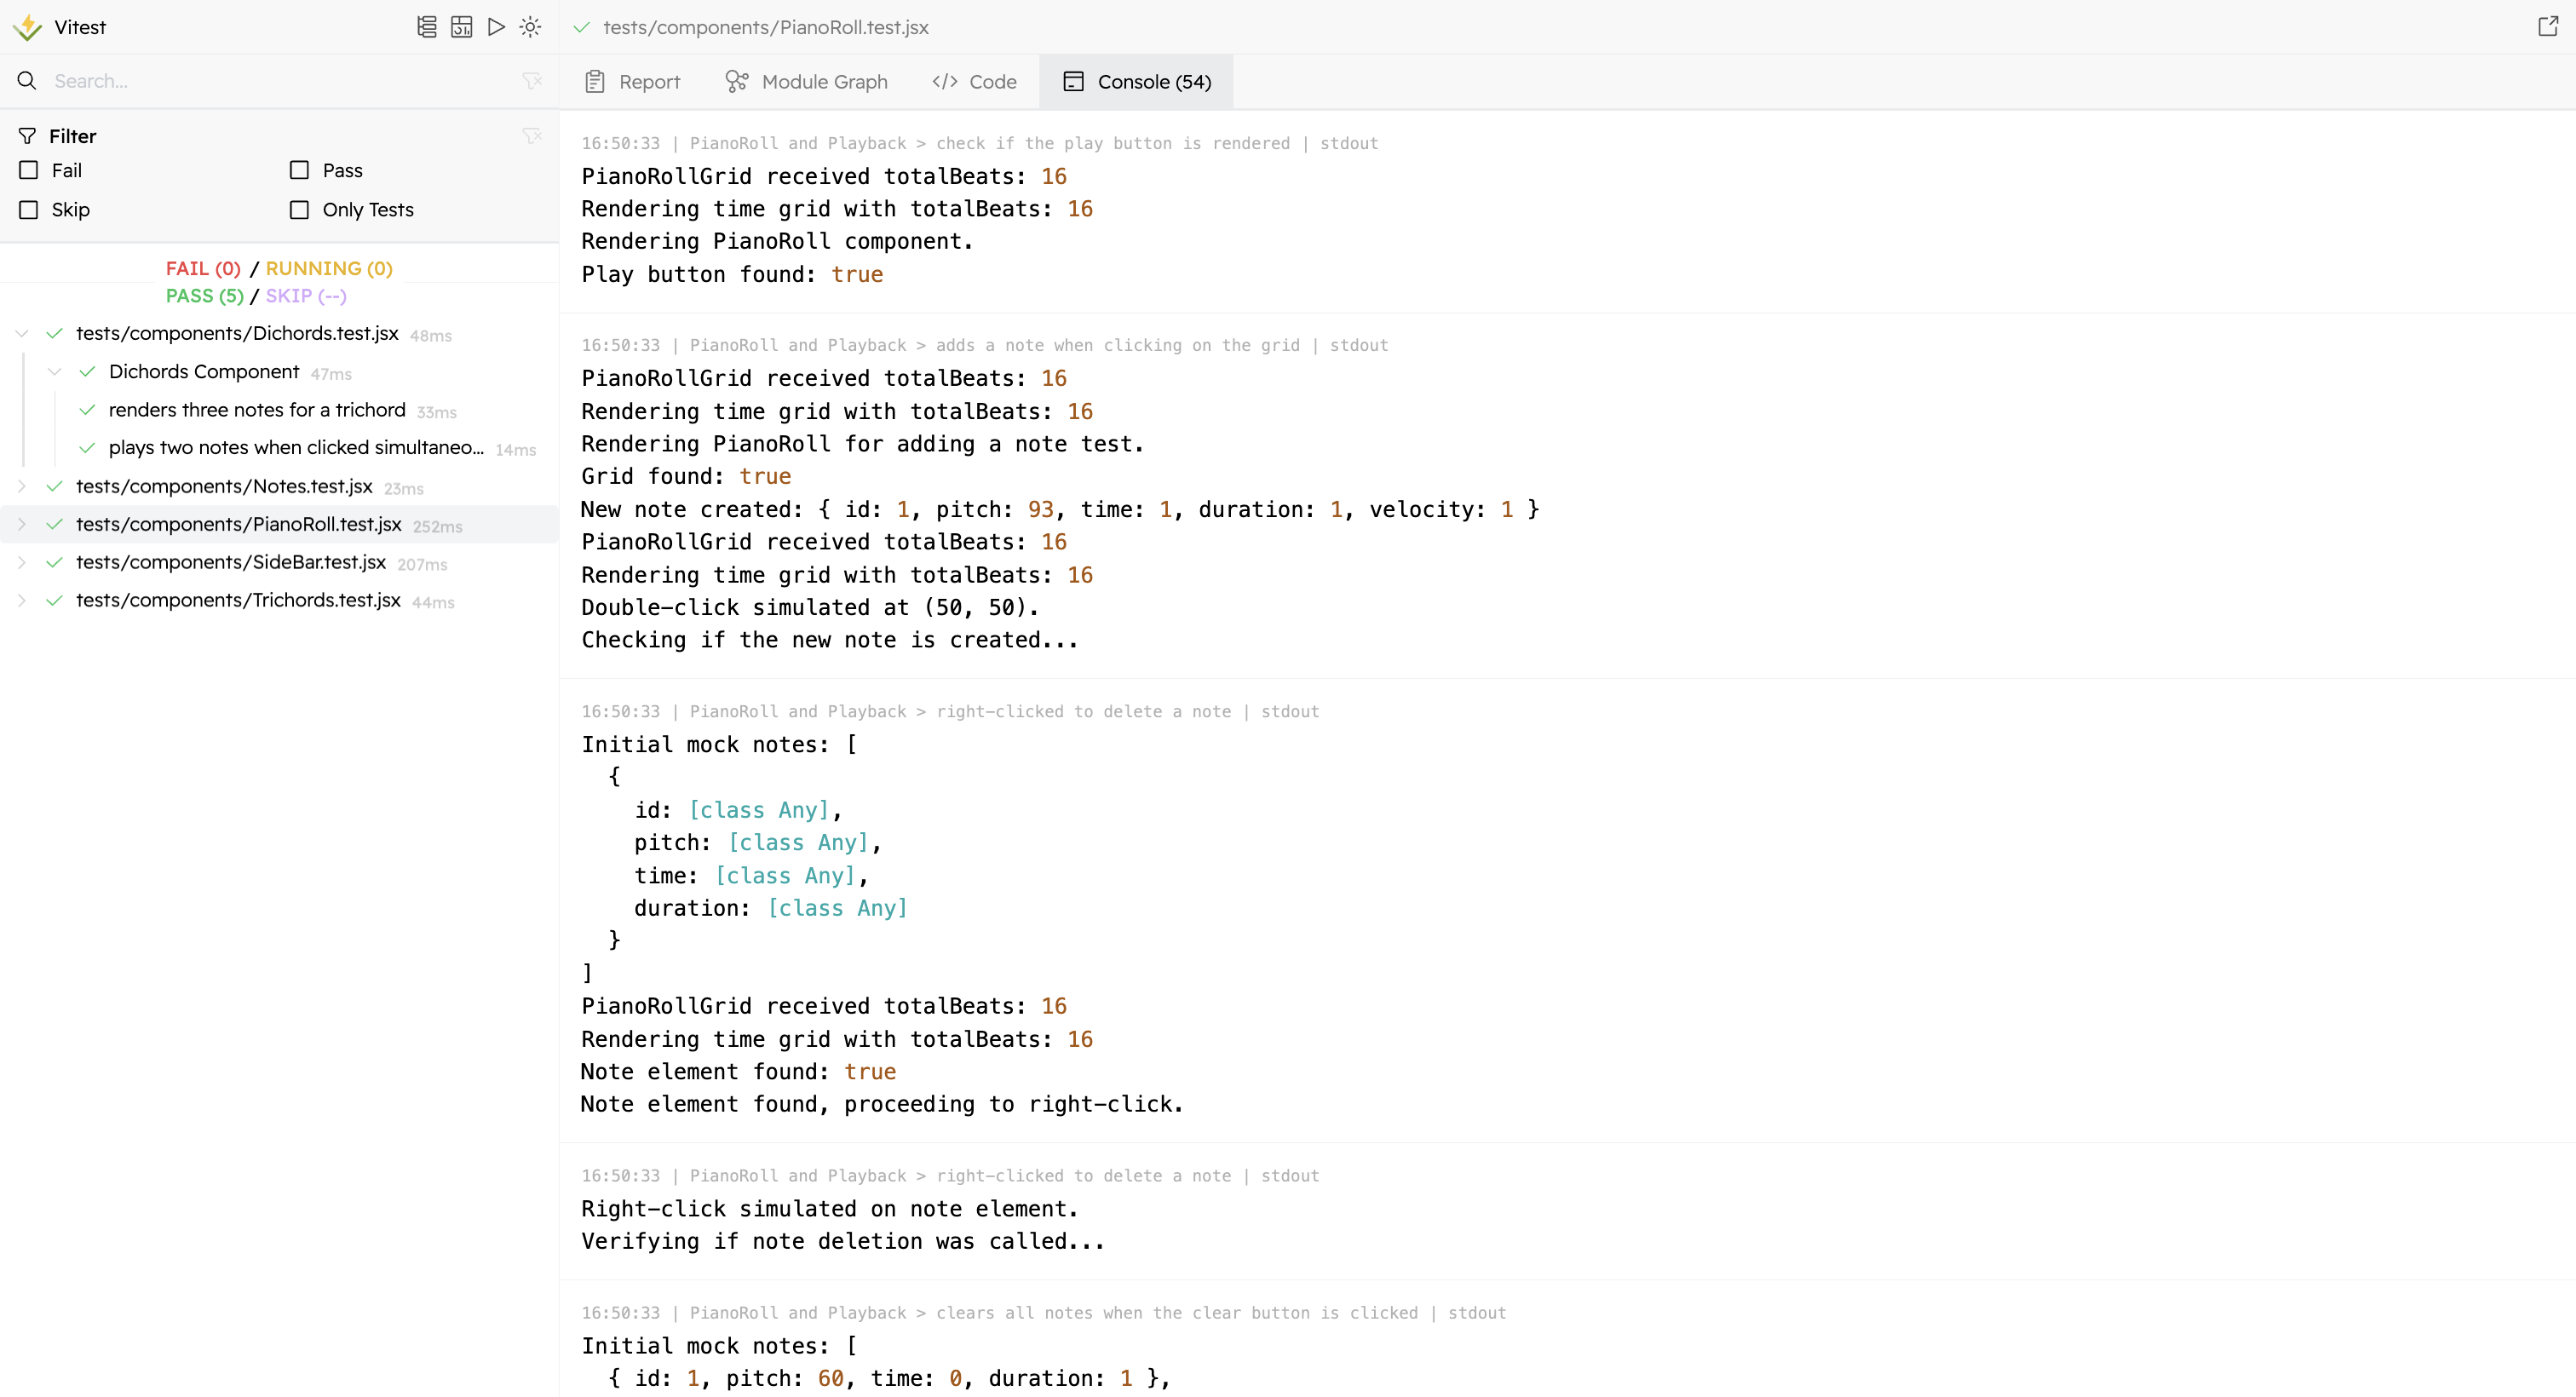 Vitest
Search...
Filter
Fail
Pass
Skip
Only Tests
FAIL (0) / RUNNING (0)
PASS (5) / SKIP (--)
tests/components/Dichords.test.jsx 48ms
Dichords Component 47ms
renders three notes for a trichord 33ms
plays two notes when clicked simultaneo... 14ms
tests/components/Notes.test.jsx 23ms
tests/components/PianoRoll.test.jsx 252ms
tests/components/SideBar.test.jsx 207ms
tests/components/Trichords.test.jsx 44ms
tests/components/PianoRoll.test.jsx
Report
Module Graph
Code
Console (54)
16:50:33 | PianoRoll and Playback > check if the play button is rendered | stdout
PianoRollGrid received totalBeats: 16
Rendering time grid with totalBeats: 16
Rendering PianoRoll component.
Play button found: true
16:50:33 | PianoRoll and Playback > adds a note when clicking on the grid | stdout
PianoRollGrid received totalBeats: 16
Rendering time grid with totalBeats: 16
Rendering PianoRoll for adding a note test.
Grid found: true
New note created: { id: 1, pitch: 93, time: 1, duration: 1, velocity: 1 }
PianoRollGrid received totalBeats: 16
Rendering time grid with totalBeats: 16
Double-click simulated at (50, 50).
Checking if the new note is created...
16:50:33 | PianoRoll and Playback > right-clicked to delete a note | stdout
Initial mock notes: [
{
id: [class Any],
pitch: [class Any],
time: [class Any],
duration: [class Any]
}
]
PianoRollGrid received totalBeats: 16
Rendering time grid with totalBeats: 16
Note element found: true
Note element found, proceeding to right-click.
16:50:33 | PianoRoll and Playback > right-clicked to delete a note | stdout
Right-click simulated on note element.
Verifying if note deletion was called...
16:50:33 | PianoRoll and Playback > clears all notes when the clear button is clicked | stdout
Initial mock notes: [
{ id: 1, pitch: 60, time: 0, duration: 1 },